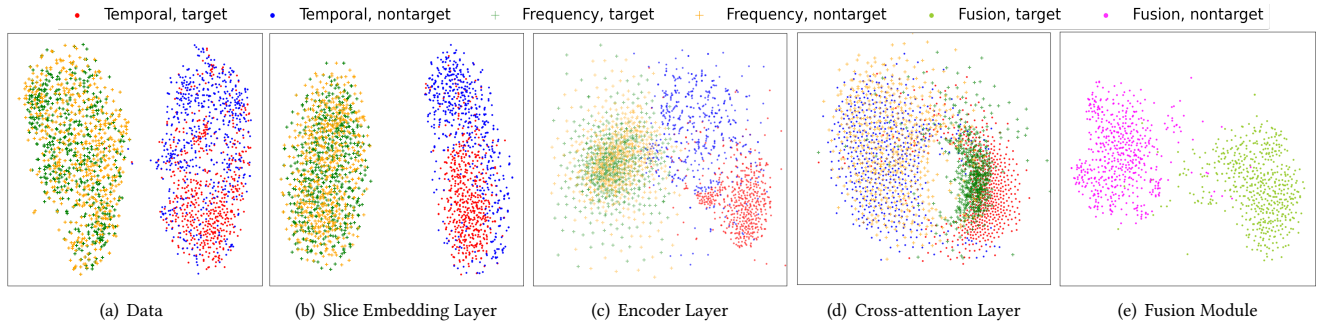 Temporal, target Temporal, nontarget Frequency, target Frequency, nontarget Fusion, target Fusion, nontarget
(a) Data (b) Slice Embedding Layer (c) Encoder Layer (d) Cross-attention Layer (e) Fusion Module